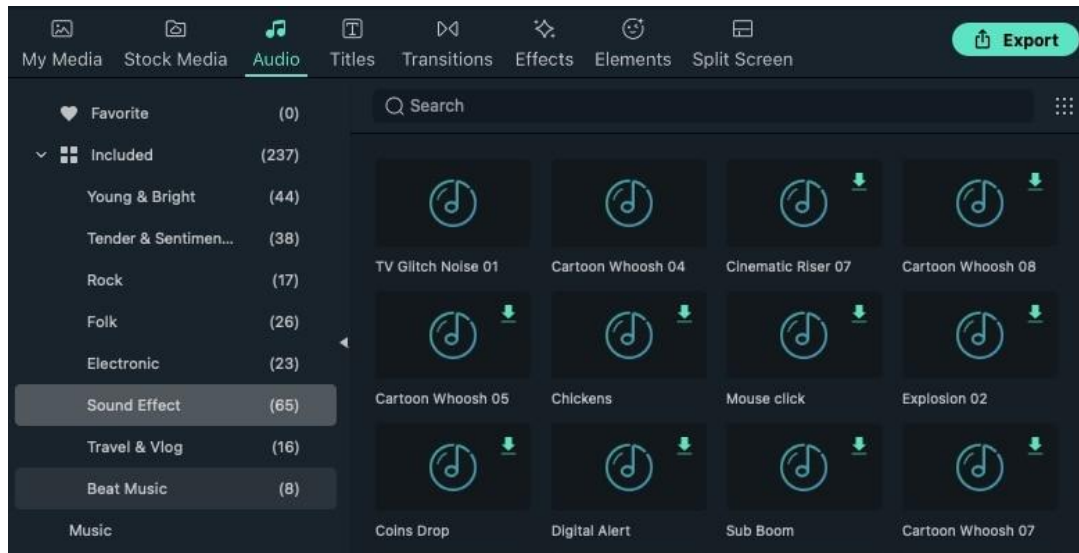 My Media Stock Media Audio Titles Transitions Effects Elements Split Screen Export
Search
Favorite (0)
Included (237)
Young & Bright (44)
Tender & Sentimen... (38)
Rock (17)
Folk (26)
Electronic (23)
Sound Effect (65)
Travel & Vlog (16)
Beat Music (8)
Music
TV Glitch Noise 01 Cartoon Whoosh 04 Cinematic Riser 07 Cartoon Whoosh 08
Cartoon Whoosh 05 Chickens Mouse click Explosion 02
Coins Drop Digital Alert Sub Boom Cartoon Whoosh 07